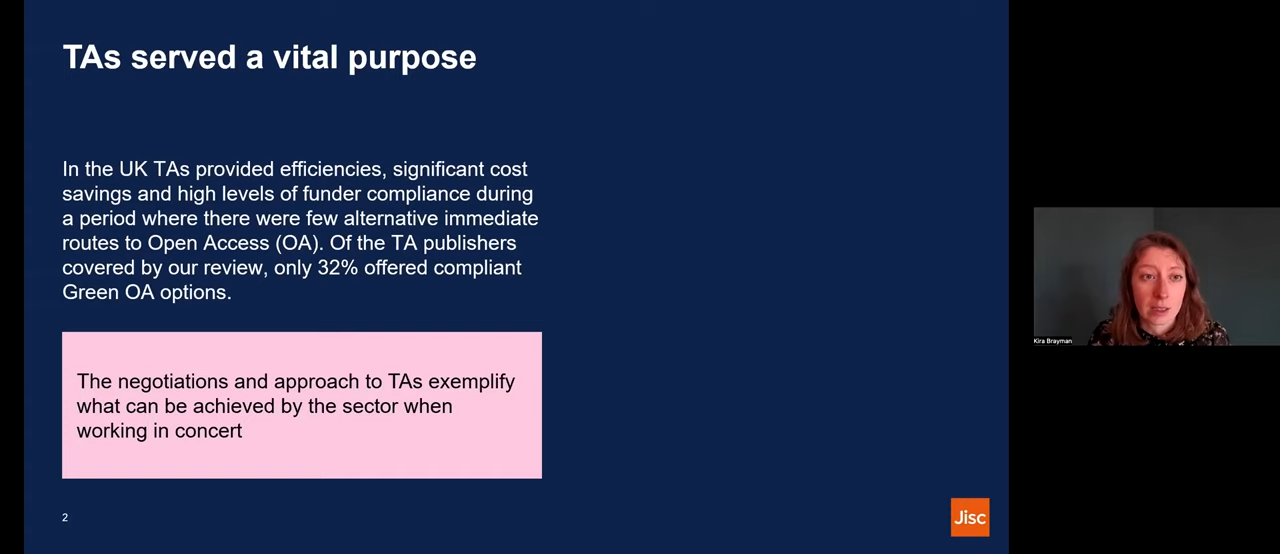 TAs served a vital purpose
In the UK TAs provided efficiencies, significant cost
savings and high levels of funder compliance during
a period where there were few alternative immediate
routes to Open Access (OA). Of the TA publishers
covered by our review, only 32% offered compliant
Green OA options.
The negotiations and approach to TAs exemplify
what can be achieved by the sector when
working in concert
2
Jisc
Kira Brayman